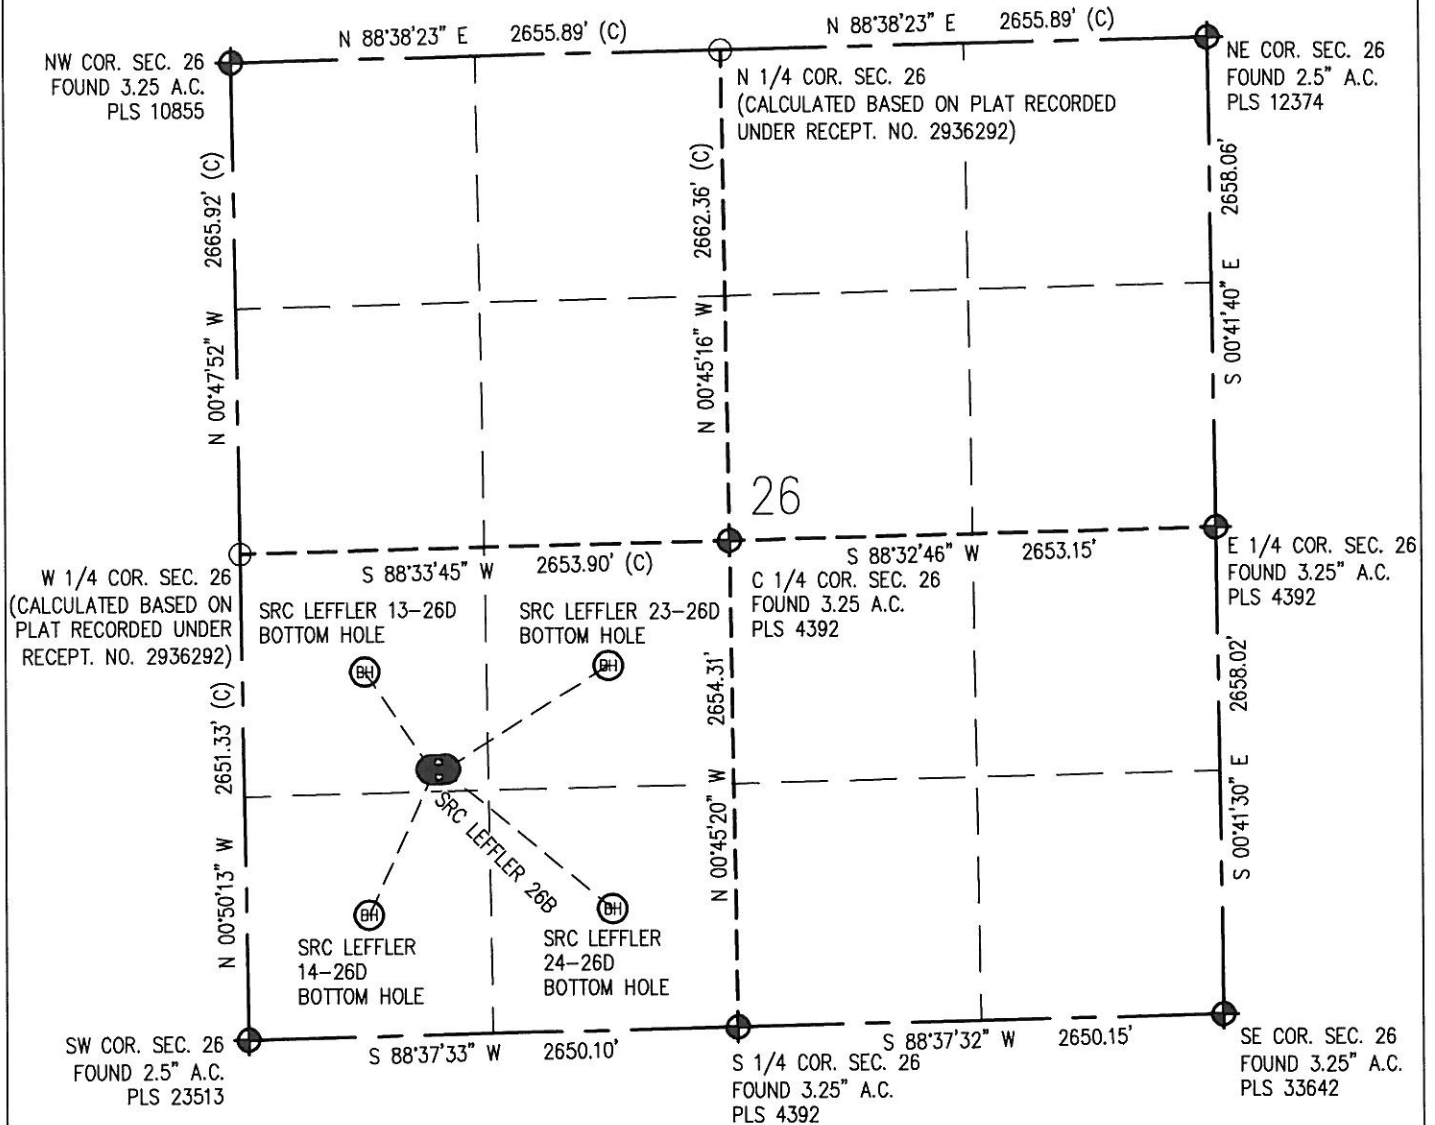 N 88°38'23" E 2655.89' (C)
N 88°38'23" E 2655.89' (C)
NW COR. SEC. 26
FOUND 3.25 A.C.
PLS 10855
N 1/4 COR. SEC. 26
(CALCULATED BASED ON PLAT RECORDED
UNDER RECEPT. NO. 2936292)
NE COR. SEC. 26
FOUND 2.5" A.C.
PLS 12374
N 00°47'52" W 2665.92' (C)
N 00°45'16" W 2662.36' (C)
S 00°41'40" E 2658.06'
26
S 88°33'45" W 2653.90' (C)
S 88°32'46" W 2653.15'
W 1/4 COR. SEC. 26
(CALCULATED BASED ON
PLAT RECORDED UNDER
RECEPT. NO. 2936292)
C 1/4 COR. SEC. 26
FOUND 3.25 A.C.
PLS 4392
E 1/4 COR. SEC. 26
FOUND 3.25" A.C.
PLS 4392
SRC LEFFLER 13-26D
BOTTOM HOLE
SRC LEFFLER 23-26D
BOTTOM HOLE
BH
BH
N 00°50'13" W 2651.33' (C)
N 00°45'20" W 2654.31'
S 00°41'30" E 2658.02'
SRC LEFFLER 26B
BH
BH
SRC LEFFLER
14-26D
BOTTOM HOLE
SRC LEFFLER
24-26D
BOTTOM HOLE
SW COR. SEC. 26
FOUND 2.5" A.C.
PLS 23513
S 88°37'33" W 2650.10'
S 1/4 COR. SEC. 26
FOUND 3.25" A.C.
PLS 4392
S 88°37'32" W 2650.15'
SE COR. SEC. 26
FOUND 3.25" A.C.
PLS 33642